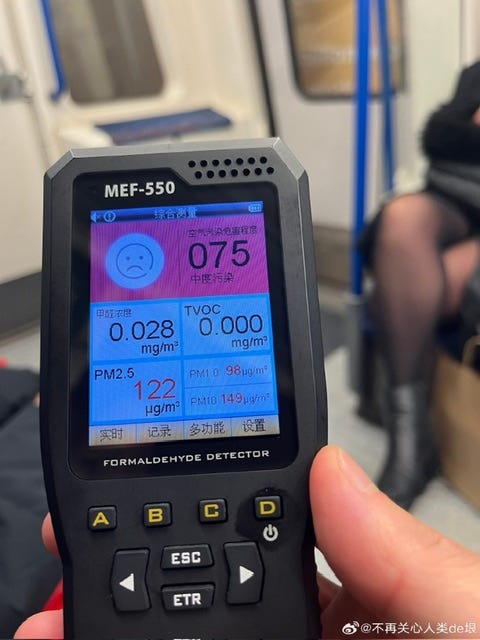 MEF-550
综合测量
空气污染危害程度
075
中度污染
甲醛浓度
0.028
mg/m³
TVOC
0.000
mg/m³
PM2.5
122
μg/m³
PM1.0 98μg/m³
PM10 149μg/m³
实时 记录 多功能 设置
FORMALDEHYDE DETECTOR
A B C D
ESC
ETR
@不再关心人类de垠